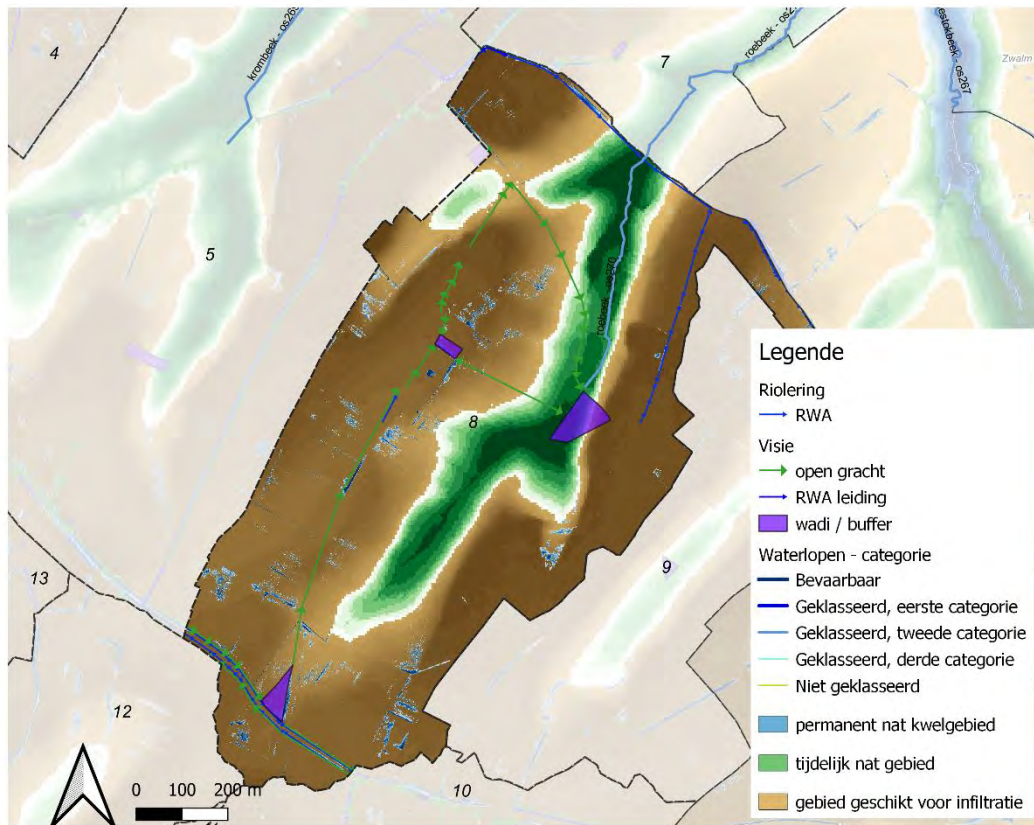 4
krombeek - os26
7
roebeek - os2
estokbeek - os267
Zwalm
5
roebeek
8
9
13
12
10
0 100 200 m
Legende
Riolering
RWA
Visie
open gracht
RWA leiding
wadi / buffer
Waterlopen - categorie
Bevaarbaar
Geklasseerd, eerste categorie
Geklasseerd, tweede categorie
Geklasseerd, derde categorie
Niet geklasseerd
permanent nat kwelgebied
tijdelijk nat gebied
gebied geschikt voor infiltratie